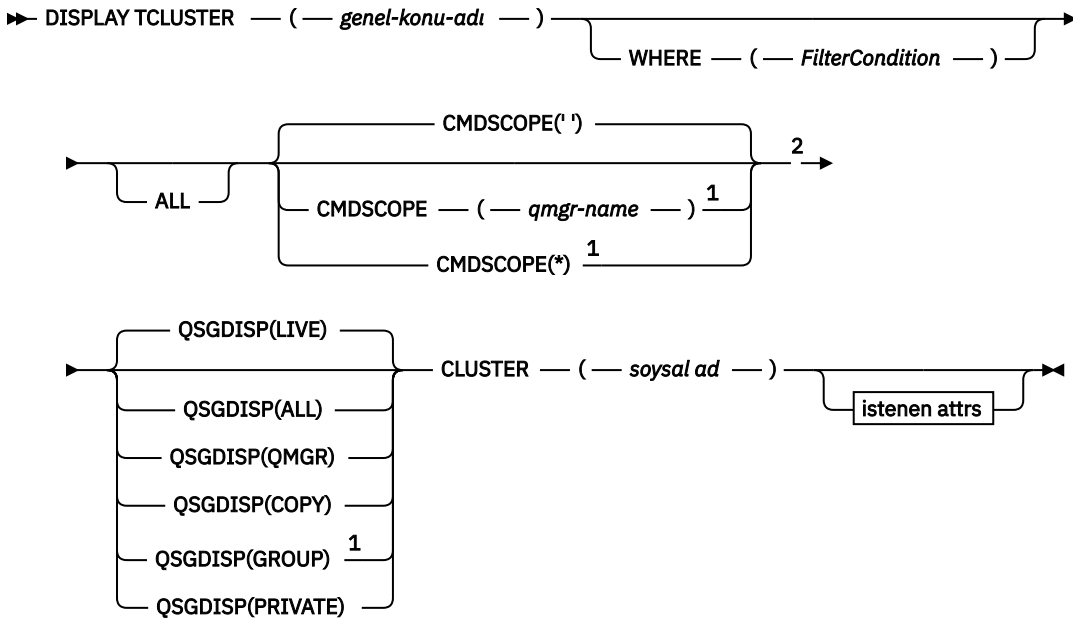 DISPLAY TCLUSTER ( genel-konu-adı )
WHERE ( FilterCondition )
CMDSCOPE(' ')
2
ALL
CMDSCOPE ( qmgr-name ) 1
CMDSCOPE(*) 1
QSGDISP(LIVE)
CLUSTER ( soysal ad )
QSGDISP(ALL)
istenen attrs
QSGDISP(QMGR)
QSGDISP(COPY)
QSGDISP(GROUP) 1
QSGDISP(PRIVATE)